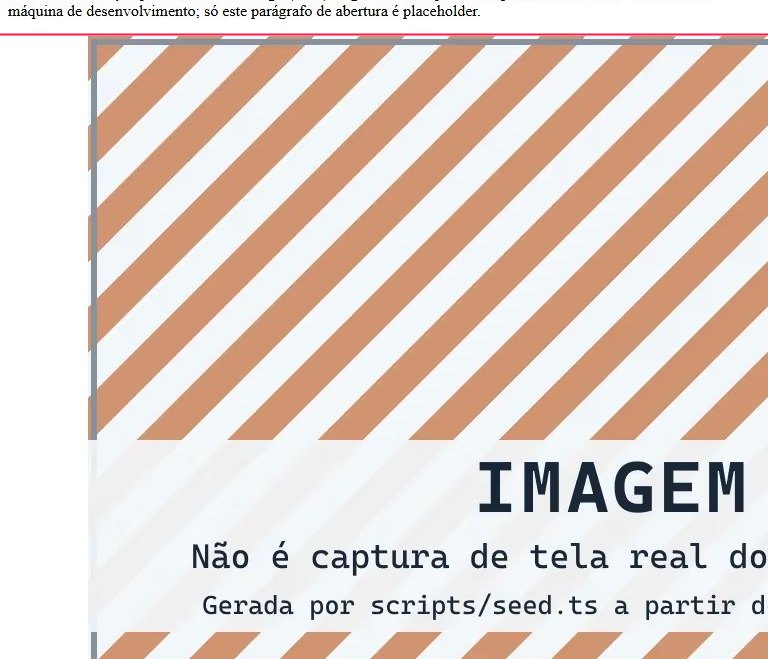 máquina de desenvolvimento; só este parágrafo de abertura é placeholder.
IMAGEM
Não é captura de tela real do
Gerada por scripts/seed.ts a partir d